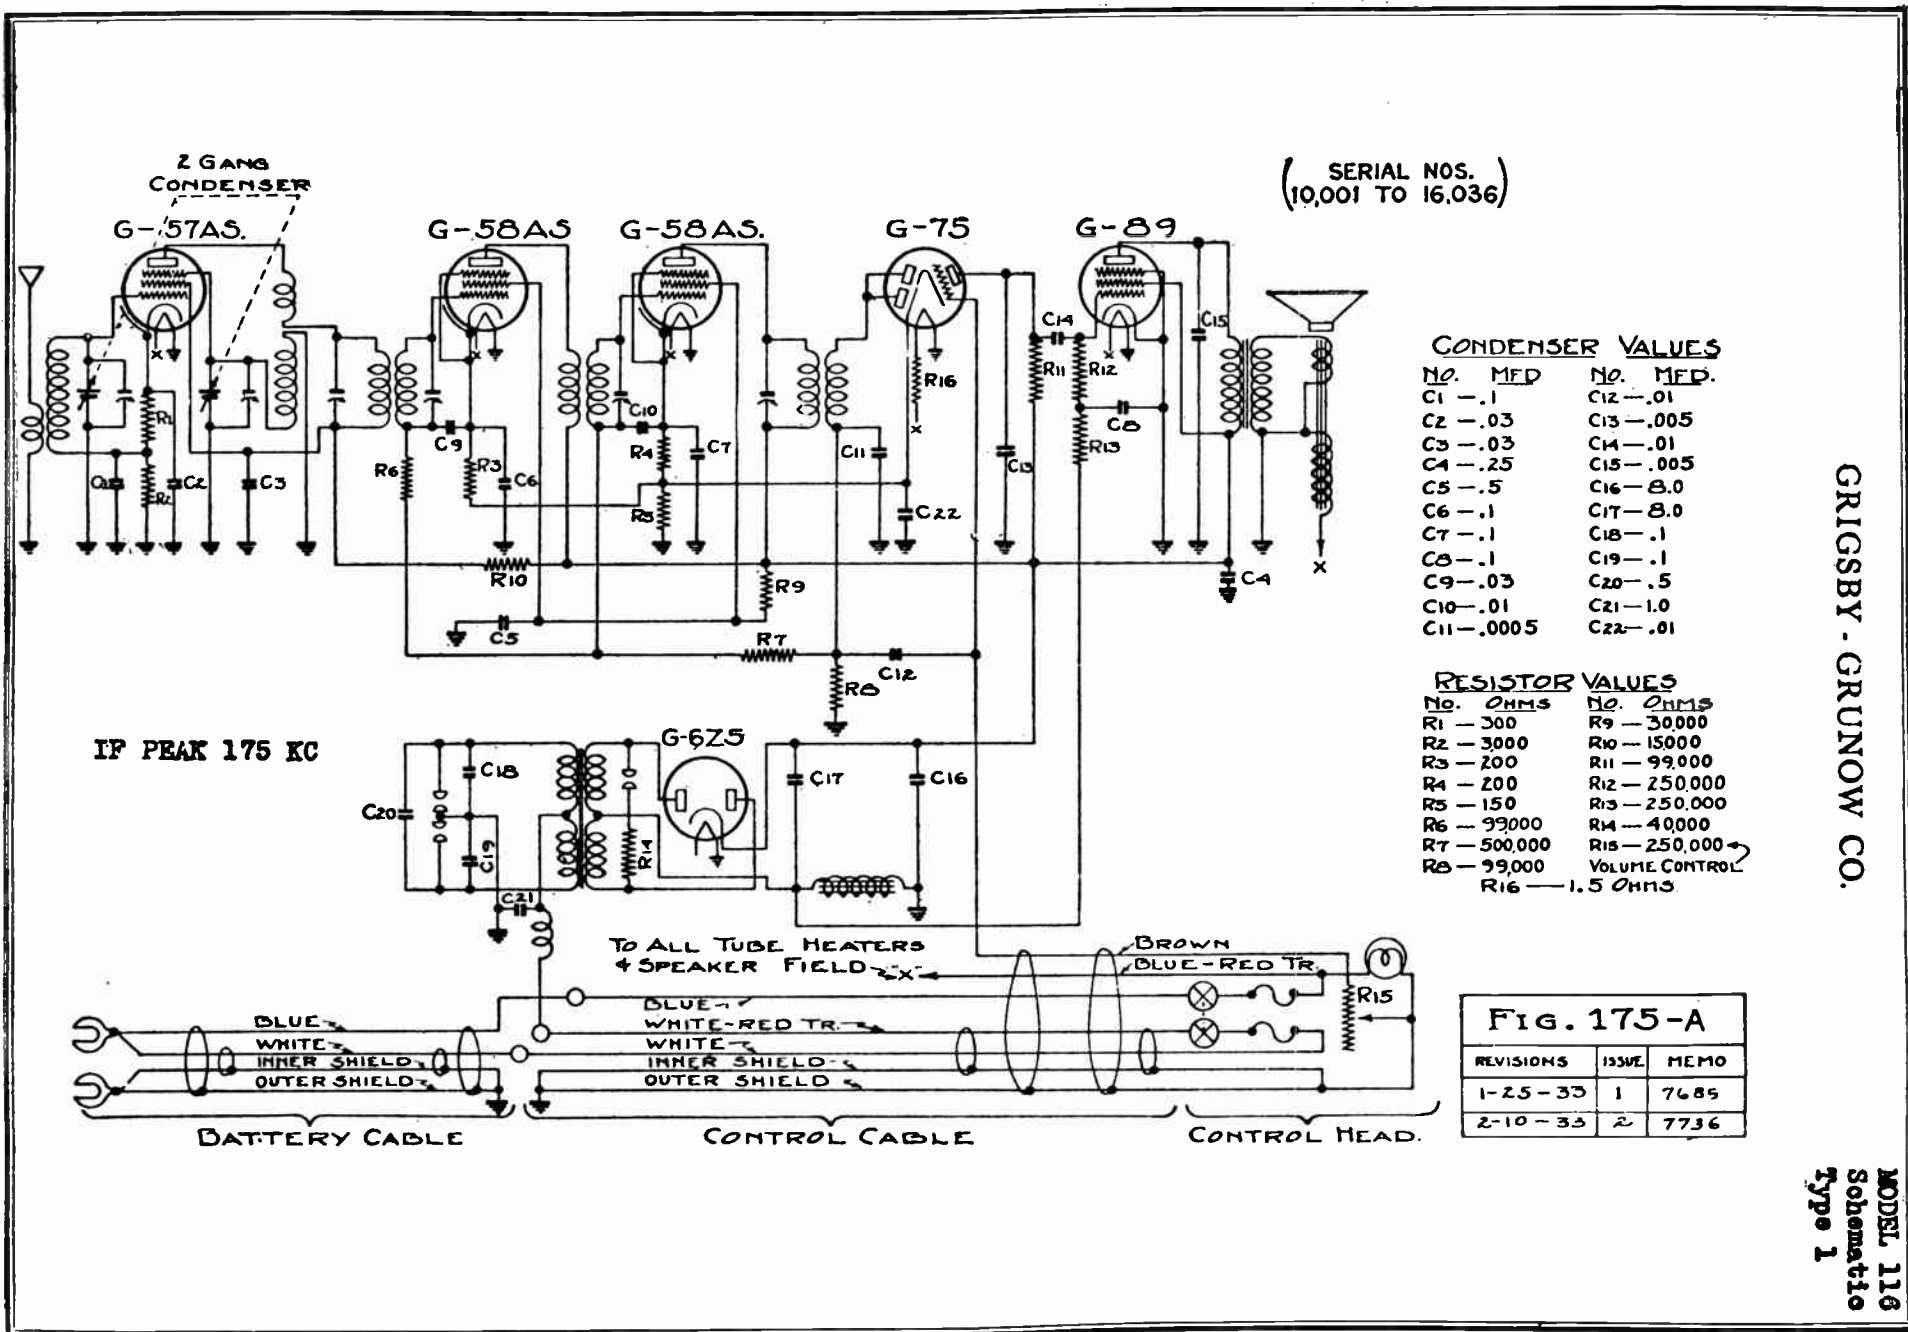 2 GANG
CONDENSER
(SERIAL NOS.
10,001 TO 16,036)
G-57AS.
G-58AS
G-58AS.
G-75
G-89
C14
C15
R11
R12
R16
R1
C10
C9
C8
R13
R6
R3
R4
C7
C11
C13
C2
R2
C3
C6
R5
C22
R10
C4
X
R9
C5
R7
C12
R8
IF PEAK 175 KC
G-6Z5
C18
C17
C16
C20
C19
R14
C21
TO ALL TUBE HEATERS
& SPEAKER FIELD "X"
BROWN
BLUE-RED TR.
R15
BLUE
WHITE-RED TR.
BLUE
WHITE
WHITE
INNER SHIELD
INNER SHIELD
OUTER SHIELD
OUTER SHIELD
BATTERY CABLE
CONTROL CABLE
CONTROL HEAD.
CONDENSER VALUES
NO. MFD NO. MFD.
C1 —.1 C12—.01
C2 —.03 C13—.005
C3 —.03 C14—.01
C4 —.25 C15—.005
C5 —.5 C16—8.0
C6 —.1 C17—8.0
C7 —.1 C18—.1
C8 —.1 C19—.1
C9 —.03 C20—.5
C10—.01 C21—1.0
C11—.0005 C22—.01
RESISTOR VALUES
NO. OHMS NO. OHMS
R1 — 300 R9 — 30,000
R2 — 3000 R10 — 15000
R3 — 200 R11 — 99,000
R4 — 200 R12 — 250,000
R5 — 150 R13 — 250,000
R6 — 99000 R14 — 40,000
R7 — 500,000 R15 — 250,000
R8 — 99,000 VOLUME CONTROL
R16 — 1.5 OHMS
FIG. 175-A
REVISIONS ISSUE MEMO
1-25-33 1 7685
2-10-33 2 7736
GRIGSBY-GRUNOW CO.
MODEL 116
Schematic
Type 1